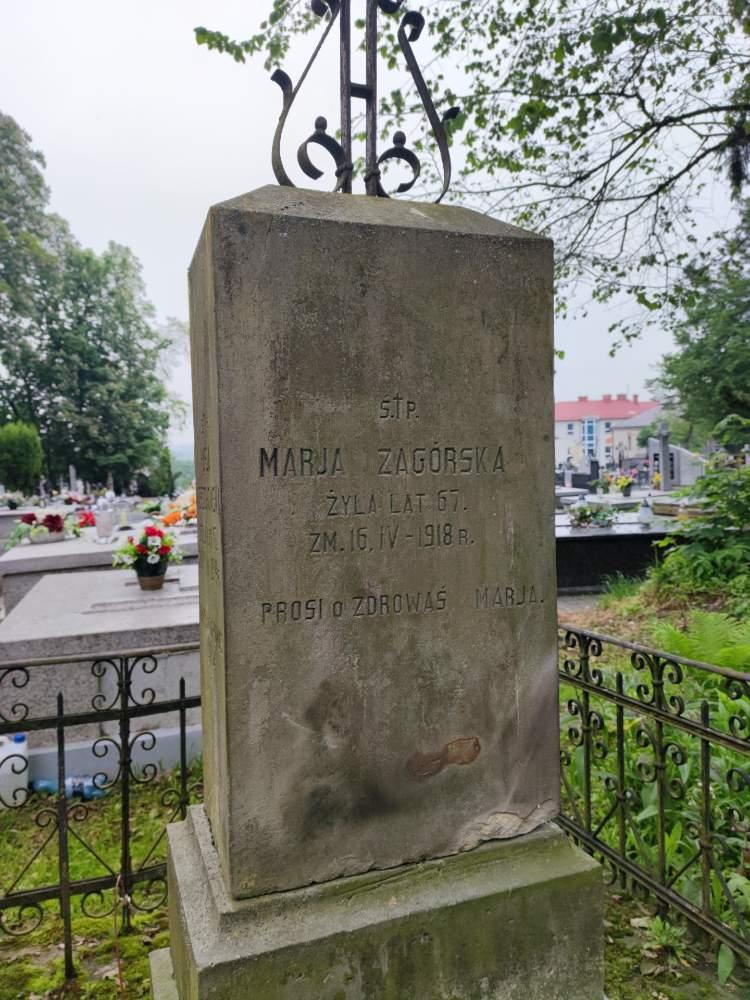 Ś.†P.
MARJA ZAGÓRSKA
ŻYŁA LAT 67.
ZM. 16, IV - 1918 R.
PROSI O ZDROWAŚ MARJA.